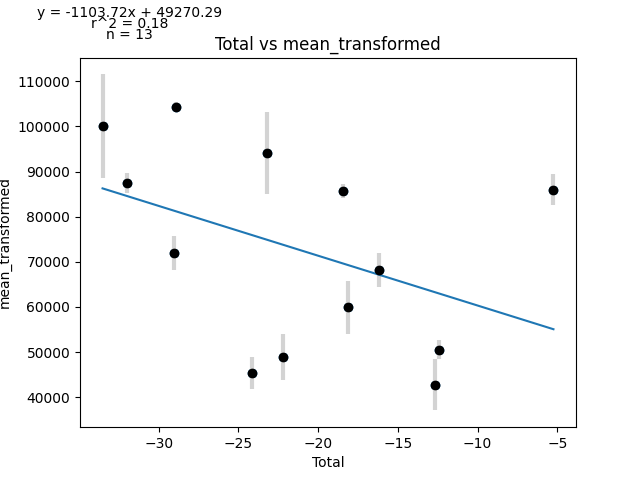 y = -1103.72x + 49270.29
r^2 = 0.18
n = 13
Total vs mean_transformed
110000
100000
90000
80000
70000
60000
50000
40000
mean_transformed
−30
−25
−20
−15
−10
−5
Total